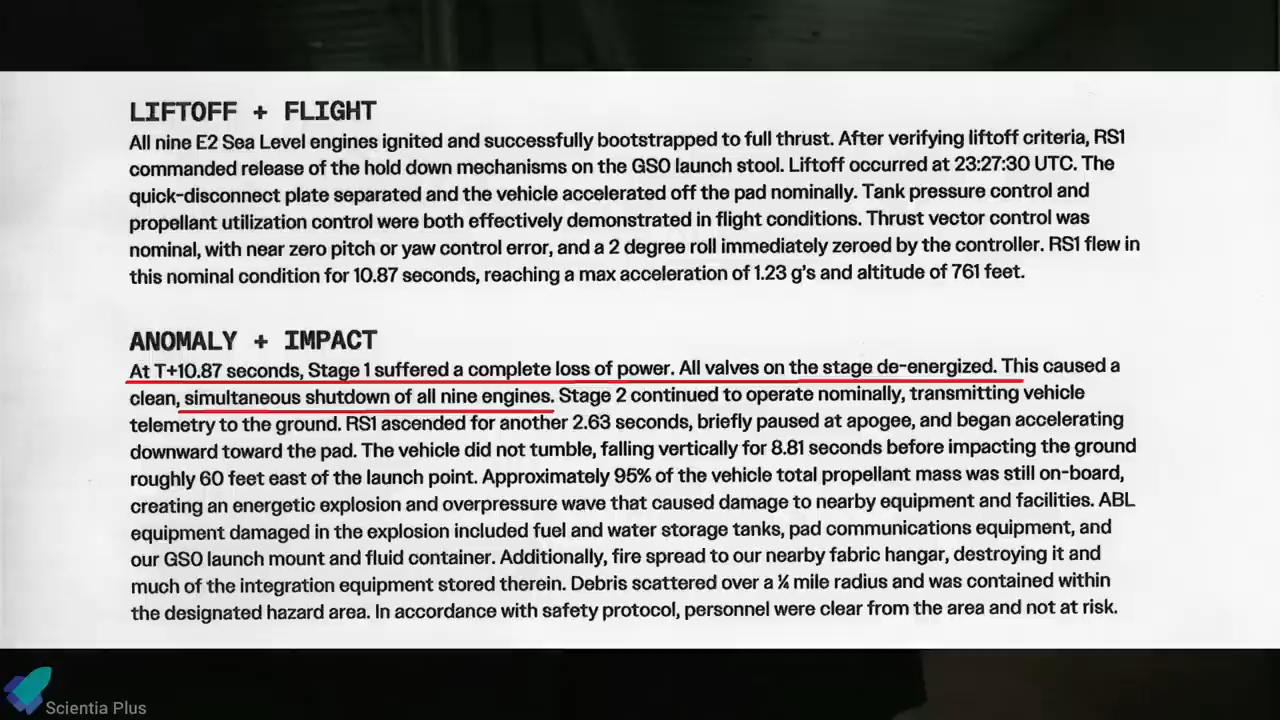 LIFTOFF + FLIGHT
All nine E2 Sea Level engines ignited and successfully bootstrapped to full thrust. After verifying liftoff criteria, RS1
commanded release of the hold down mechanisms on the GS0 launch stool. Liftoff occurred at 23:27:30 UTC. The
quick-disconnect plate separated and the vehicle accelerated off the pad nominally. Tank pressure control and
propellant utilization control were both effectively demonstrated in flight conditions. Thrust vector control was
nominal, with near zero pitch or yaw control error, and a 2 degree roll immediately zeroed by the controller. RS1 flew in
this nominal condition for 10.87 seconds, reaching a max acceleration of 1.23 g's and altitude of 761 feet.
ANOMALY + IMPACT
At T+10.87 seconds, Stage 1 suffered a complete loss of power. All valves on the stage de-energized. This caused a
clean, simultaneous shutdown of all nine engines. Stage 2 continued to operate nominally, transmitting vehicle
telemetry to the ground. RS1 ascended for another 2.63 seconds, briefly paused at apogee, and began accelerating
downward toward the pad. The vehicle did not tumble, falling vertically for 8.81 seconds before impacting the ground
roughly 60 feet east of the launch point. Approximately 95% of the vehicle total propellant mass was still on-board,
creating an energetic explosion and overpressure wave that caused damage to nearby equipment and facilities. ABL
equipment damaged in the explosion included fuel and water storage tanks, pad communications equipment, and
our GS0 launch mount and fluid container. Additionally, fire spread to our nearby fabric hangar, destroying it and
much of the integration equipment stored therein. Debris scattered over a ¼ mile radius and was contained within
the designated hazard area. In accordance with safety protocol, personnel were clear from the area and not at risk.
Scientia Plus